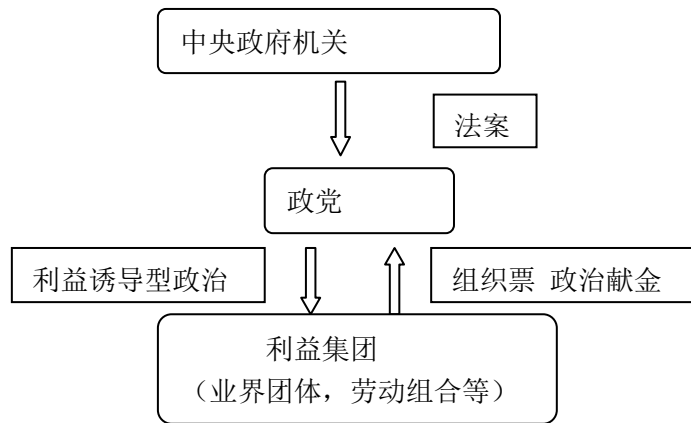 中央政府机关
法案
政党
利益诱导型政治
组织票 政治献金
利益集团
（业界团体，劳动组合等）